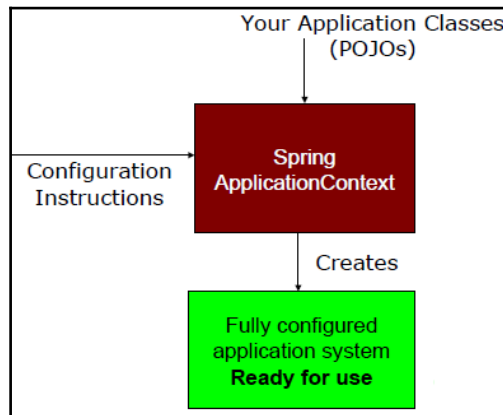 Your Application Classes
(POJOs)
Spring
ApplicationContext
Configuration
Instructions
Creates
Fully configured
application system
Ready for use